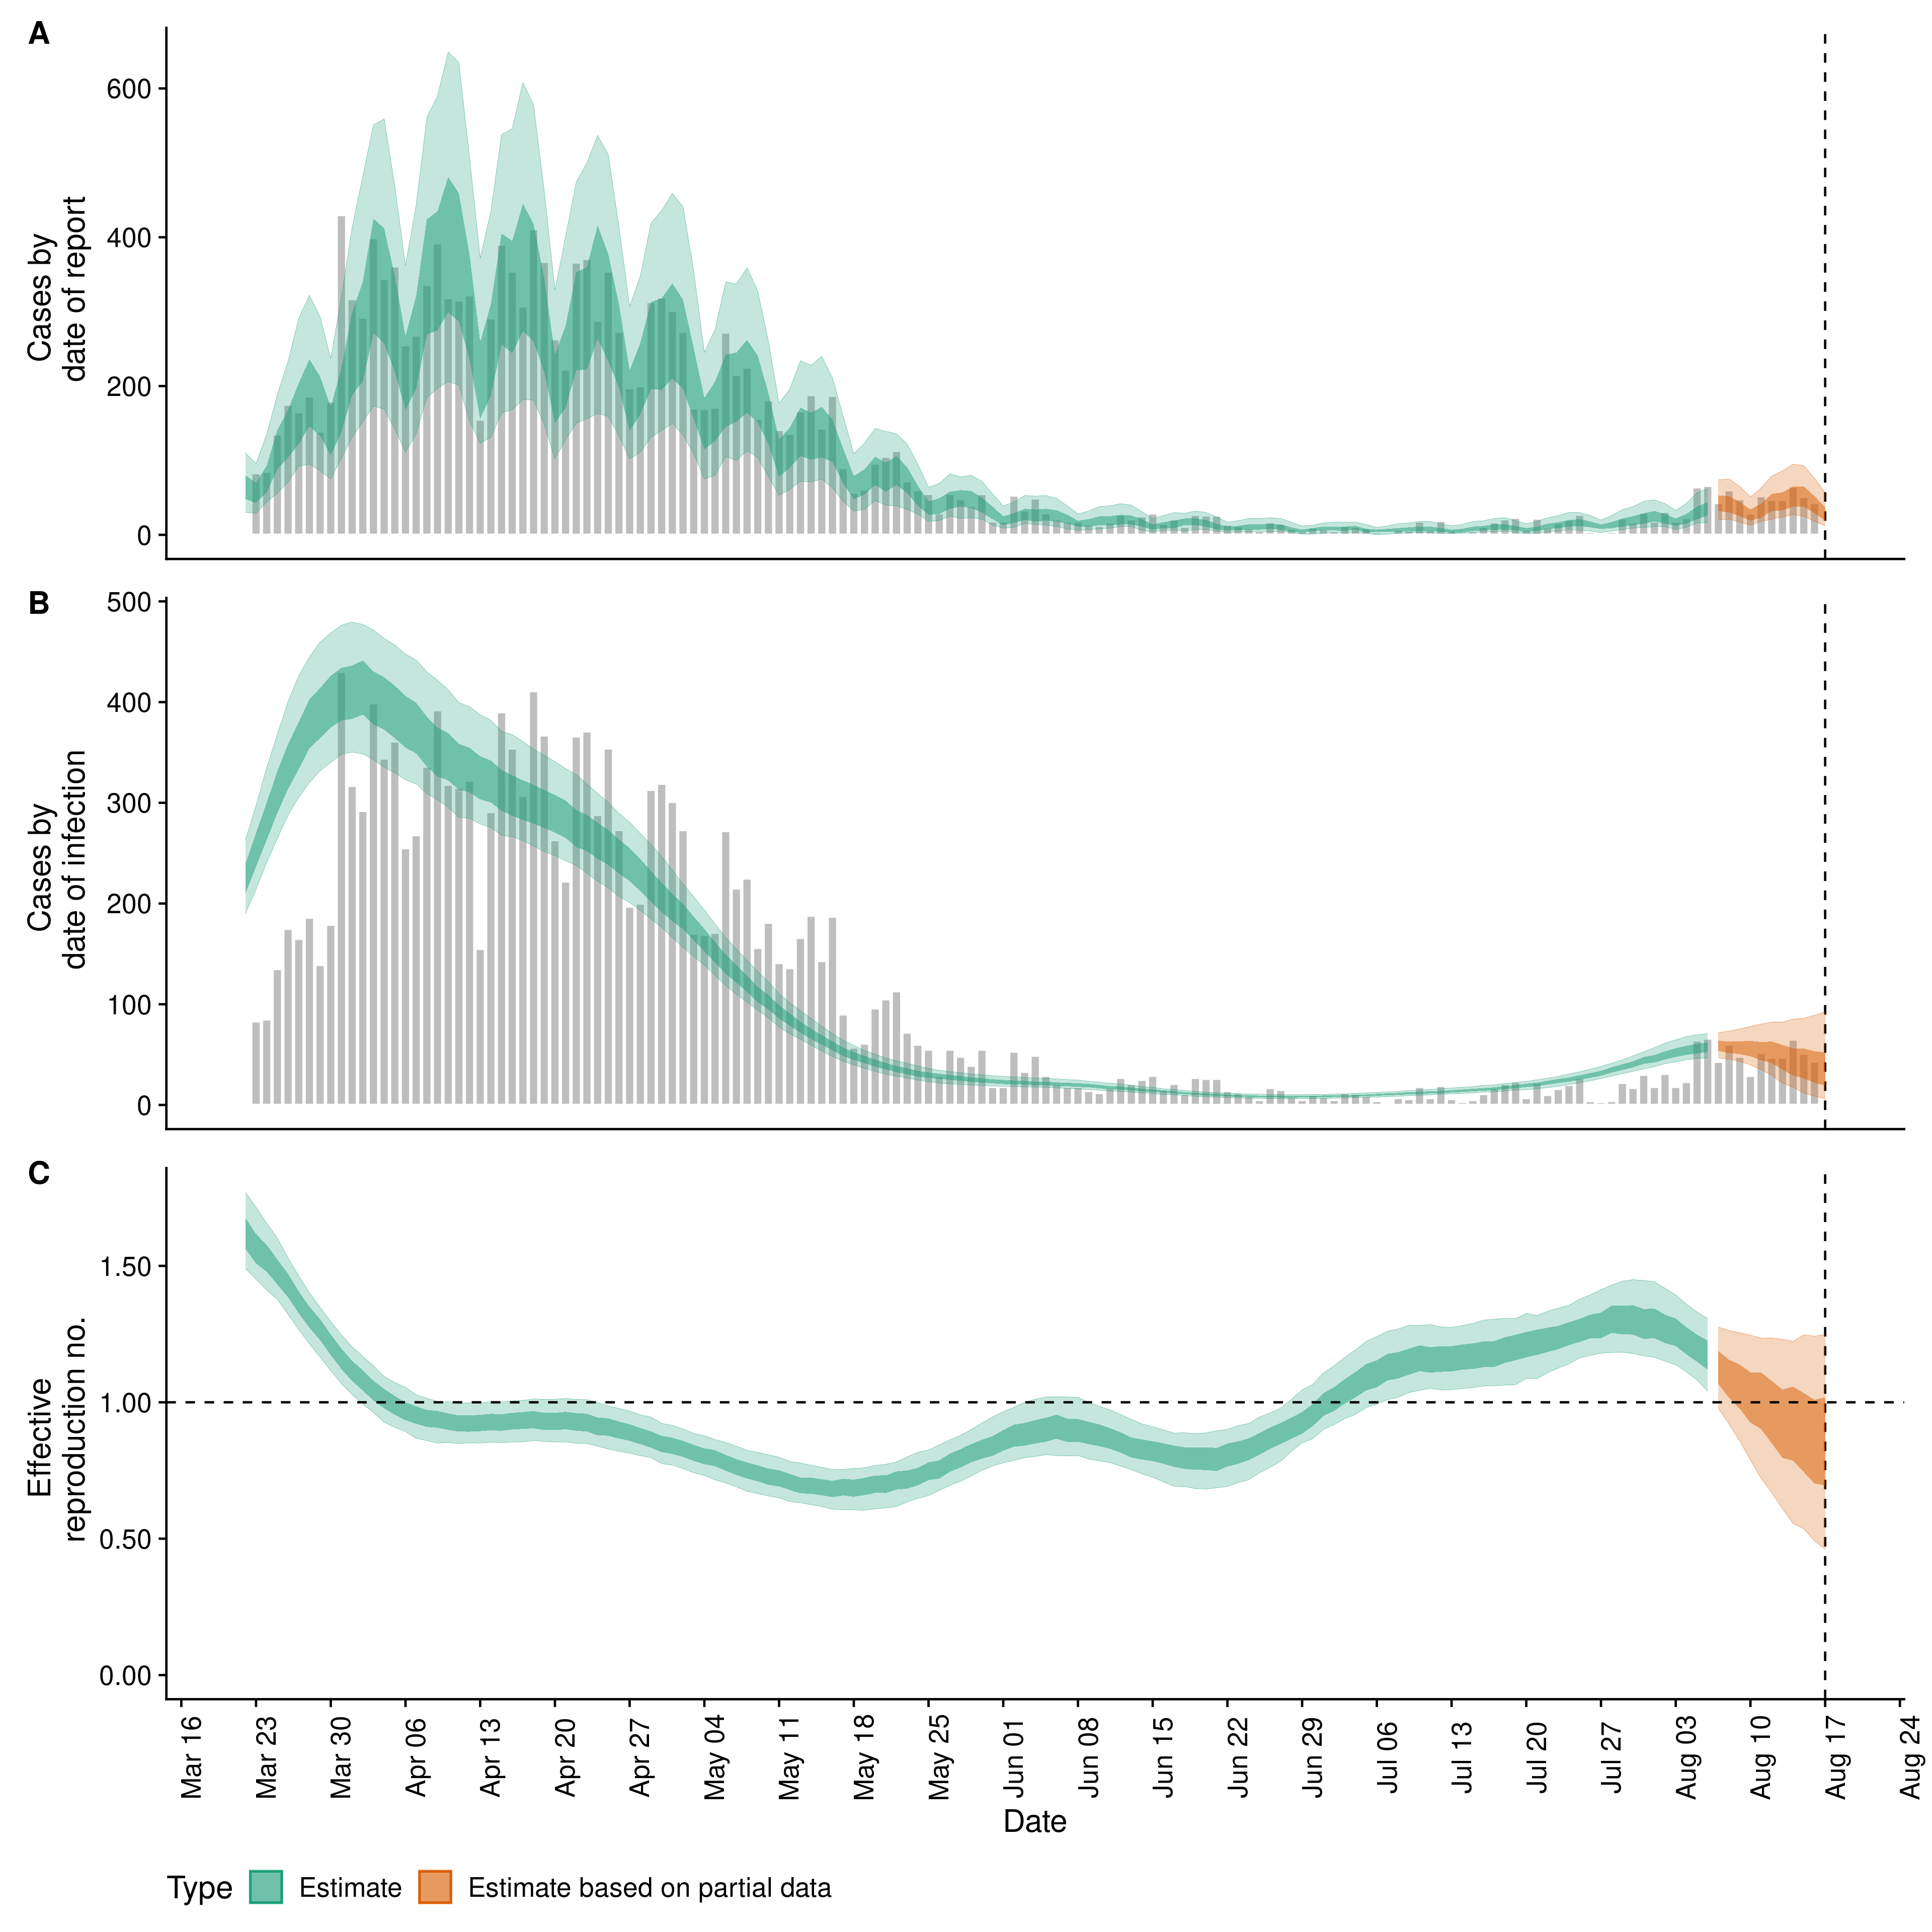 A
600
400
200
0
Cases by
date of report
B
500
400
300
200
100
0
Cases by
date of infection
C
1.50
1.00
0.50
0.00
Effective
reproduction no.
Mar 16
Mar 23
Mar 30
Apr 06
Apr 13
Apr 20
Apr 27
May 04
May 11
May 18
May 25
Jun 01
Jun 08
Jun 15
Jun 22
Jun 29
Jul 06
Jul 13
Jul 20
Jul 27
Aug 03
Aug 10
Aug 17
Aug 24
Date
Type Estimate Estimate based on partial data